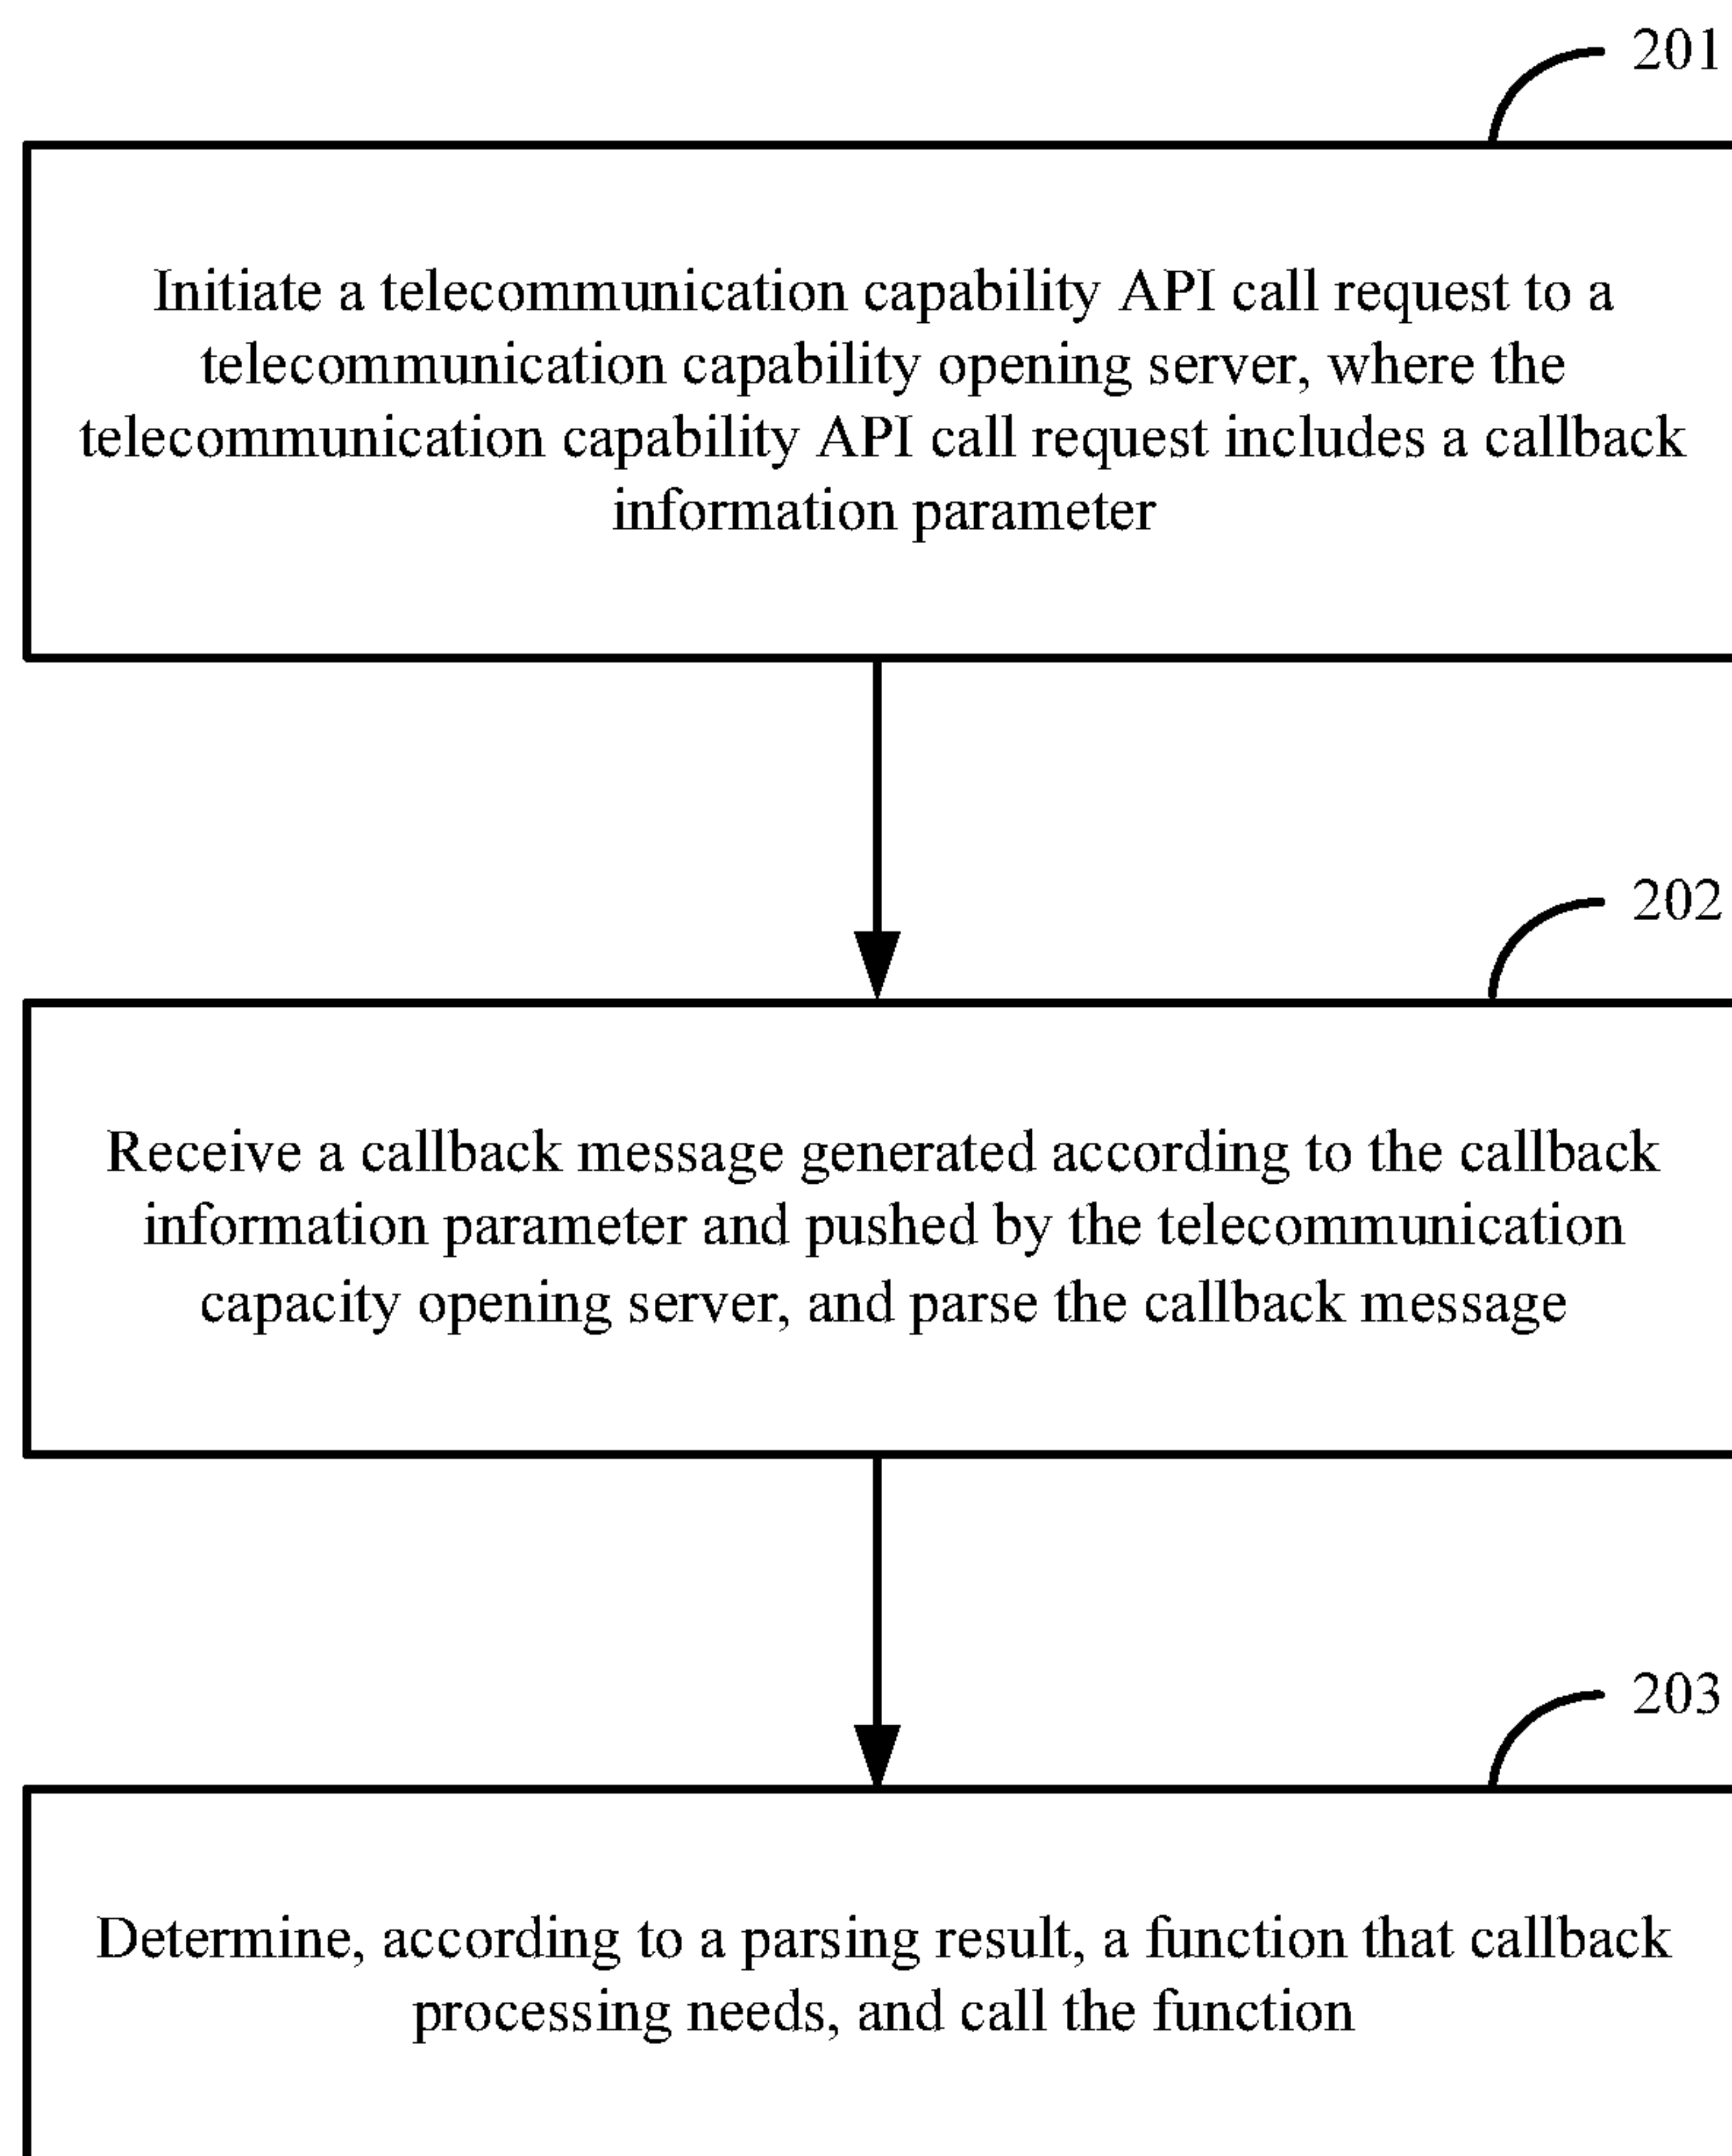 201
Initiate a telecommunication capability API call request to a
telecommunication capability opening server, where the
telecommunication capability API call request includes a callback
information parameter
202
Receive a callback message generated according to the callback
information parameter and pushed by the telecommunication
capacity opening server, and parse the callback message
203
Determine, according to a parsing result, a function that callback
processing needs, and call the function